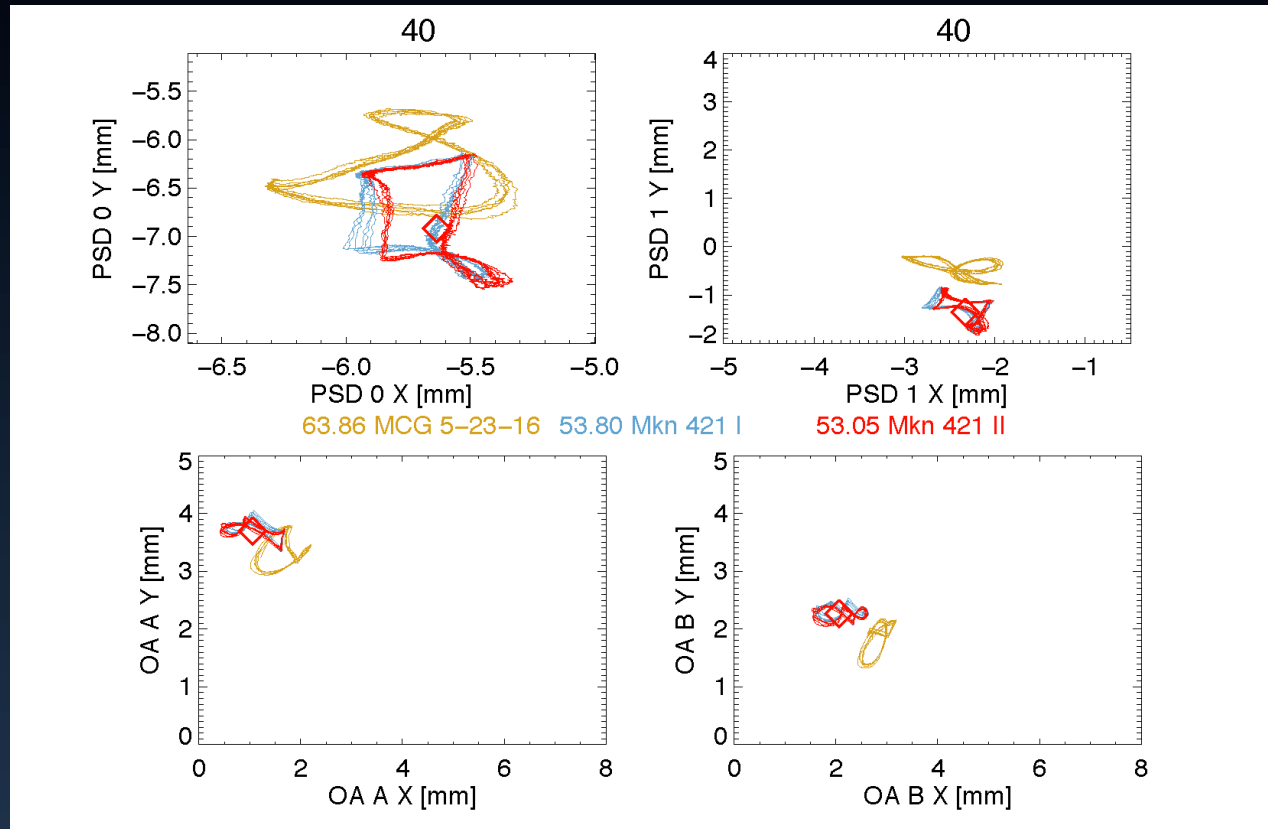 40 40
−5.5
−6.0
−6.5
−7.0
−7.5
−8.0
PSD 0 Y [mm]
−6.5 −6.0 −5.5 −5.0
PSD 0 X [mm]
4
3
2
1
0
−1
−2
PSD 1 Y [mm]
−5 −4 −3 −2 −1
PSD 1 X [mm]
63.86 MCG 5−23−16 53.80 Mkn 421 I 53.05 Mkn 421 II
5
4
3
2
1
0
OA A Y [mm]
0 2 4 6 8
OA A X [mm]
5
4
3
2
1
0
OA B Y [mm]
0 2 4 6 8
OA B X [mm]